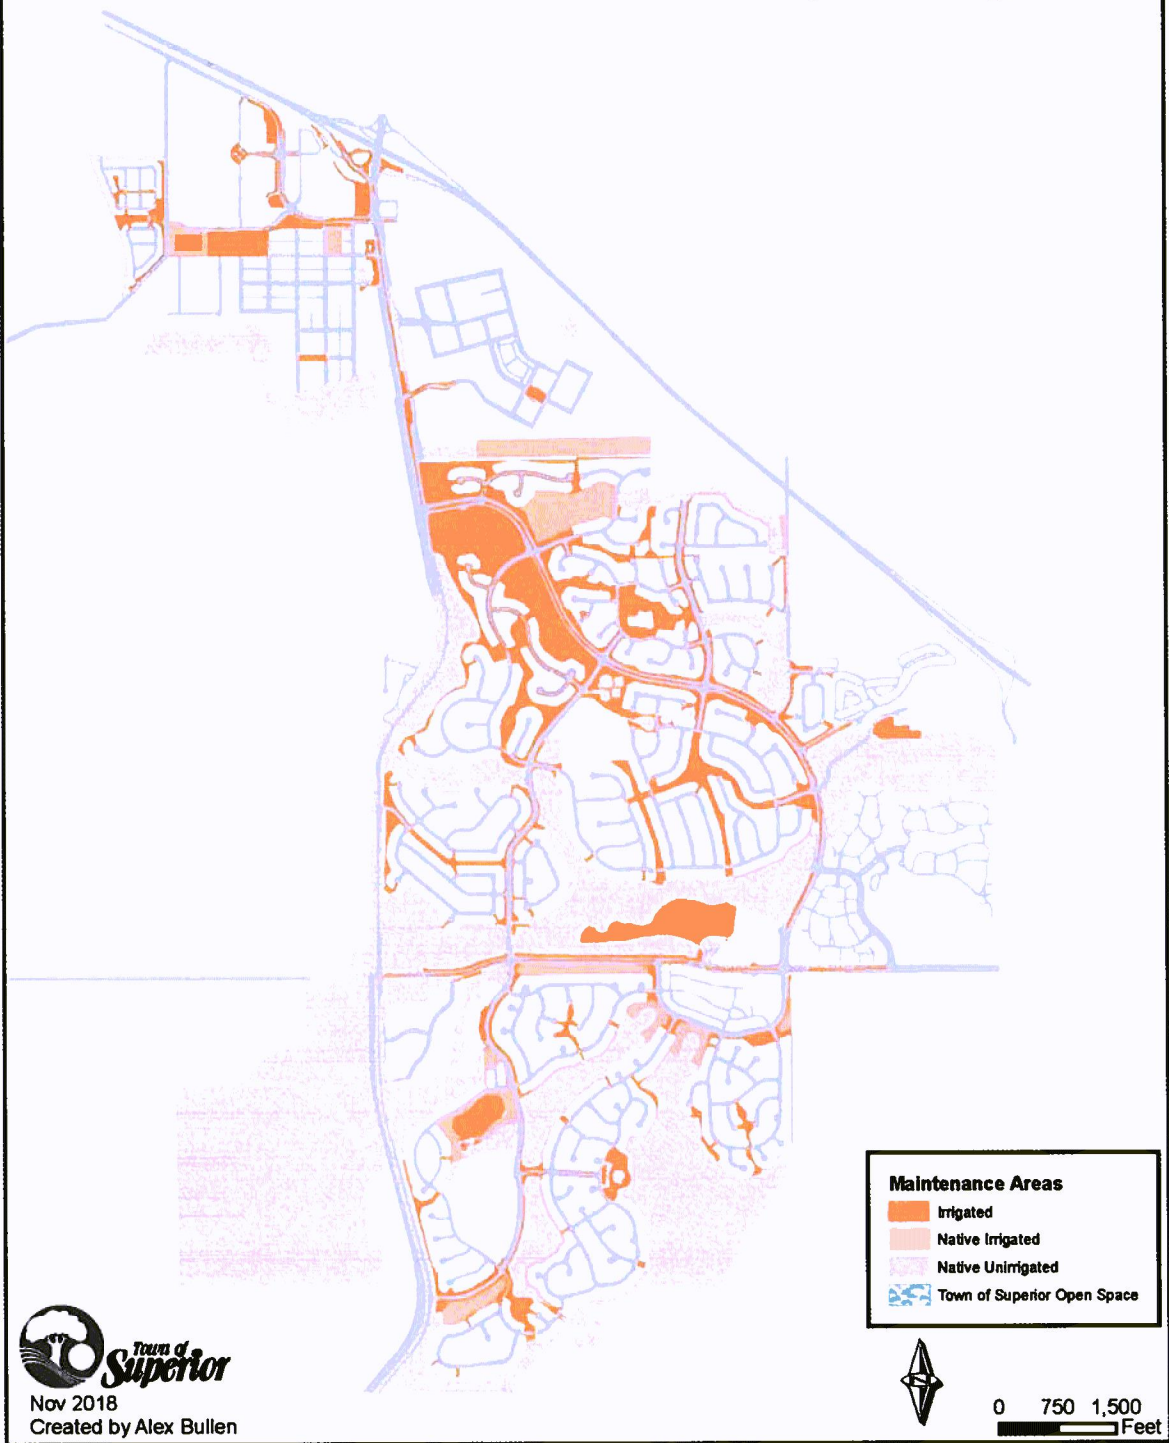 Maintenance Areas
Irrigated
Native Irrigated
Native Unirrigated
Town of Superior Open Space
Town of
Superior
Nov 2018
Created by Alex Bullen
N
0 750 1,500
Feet